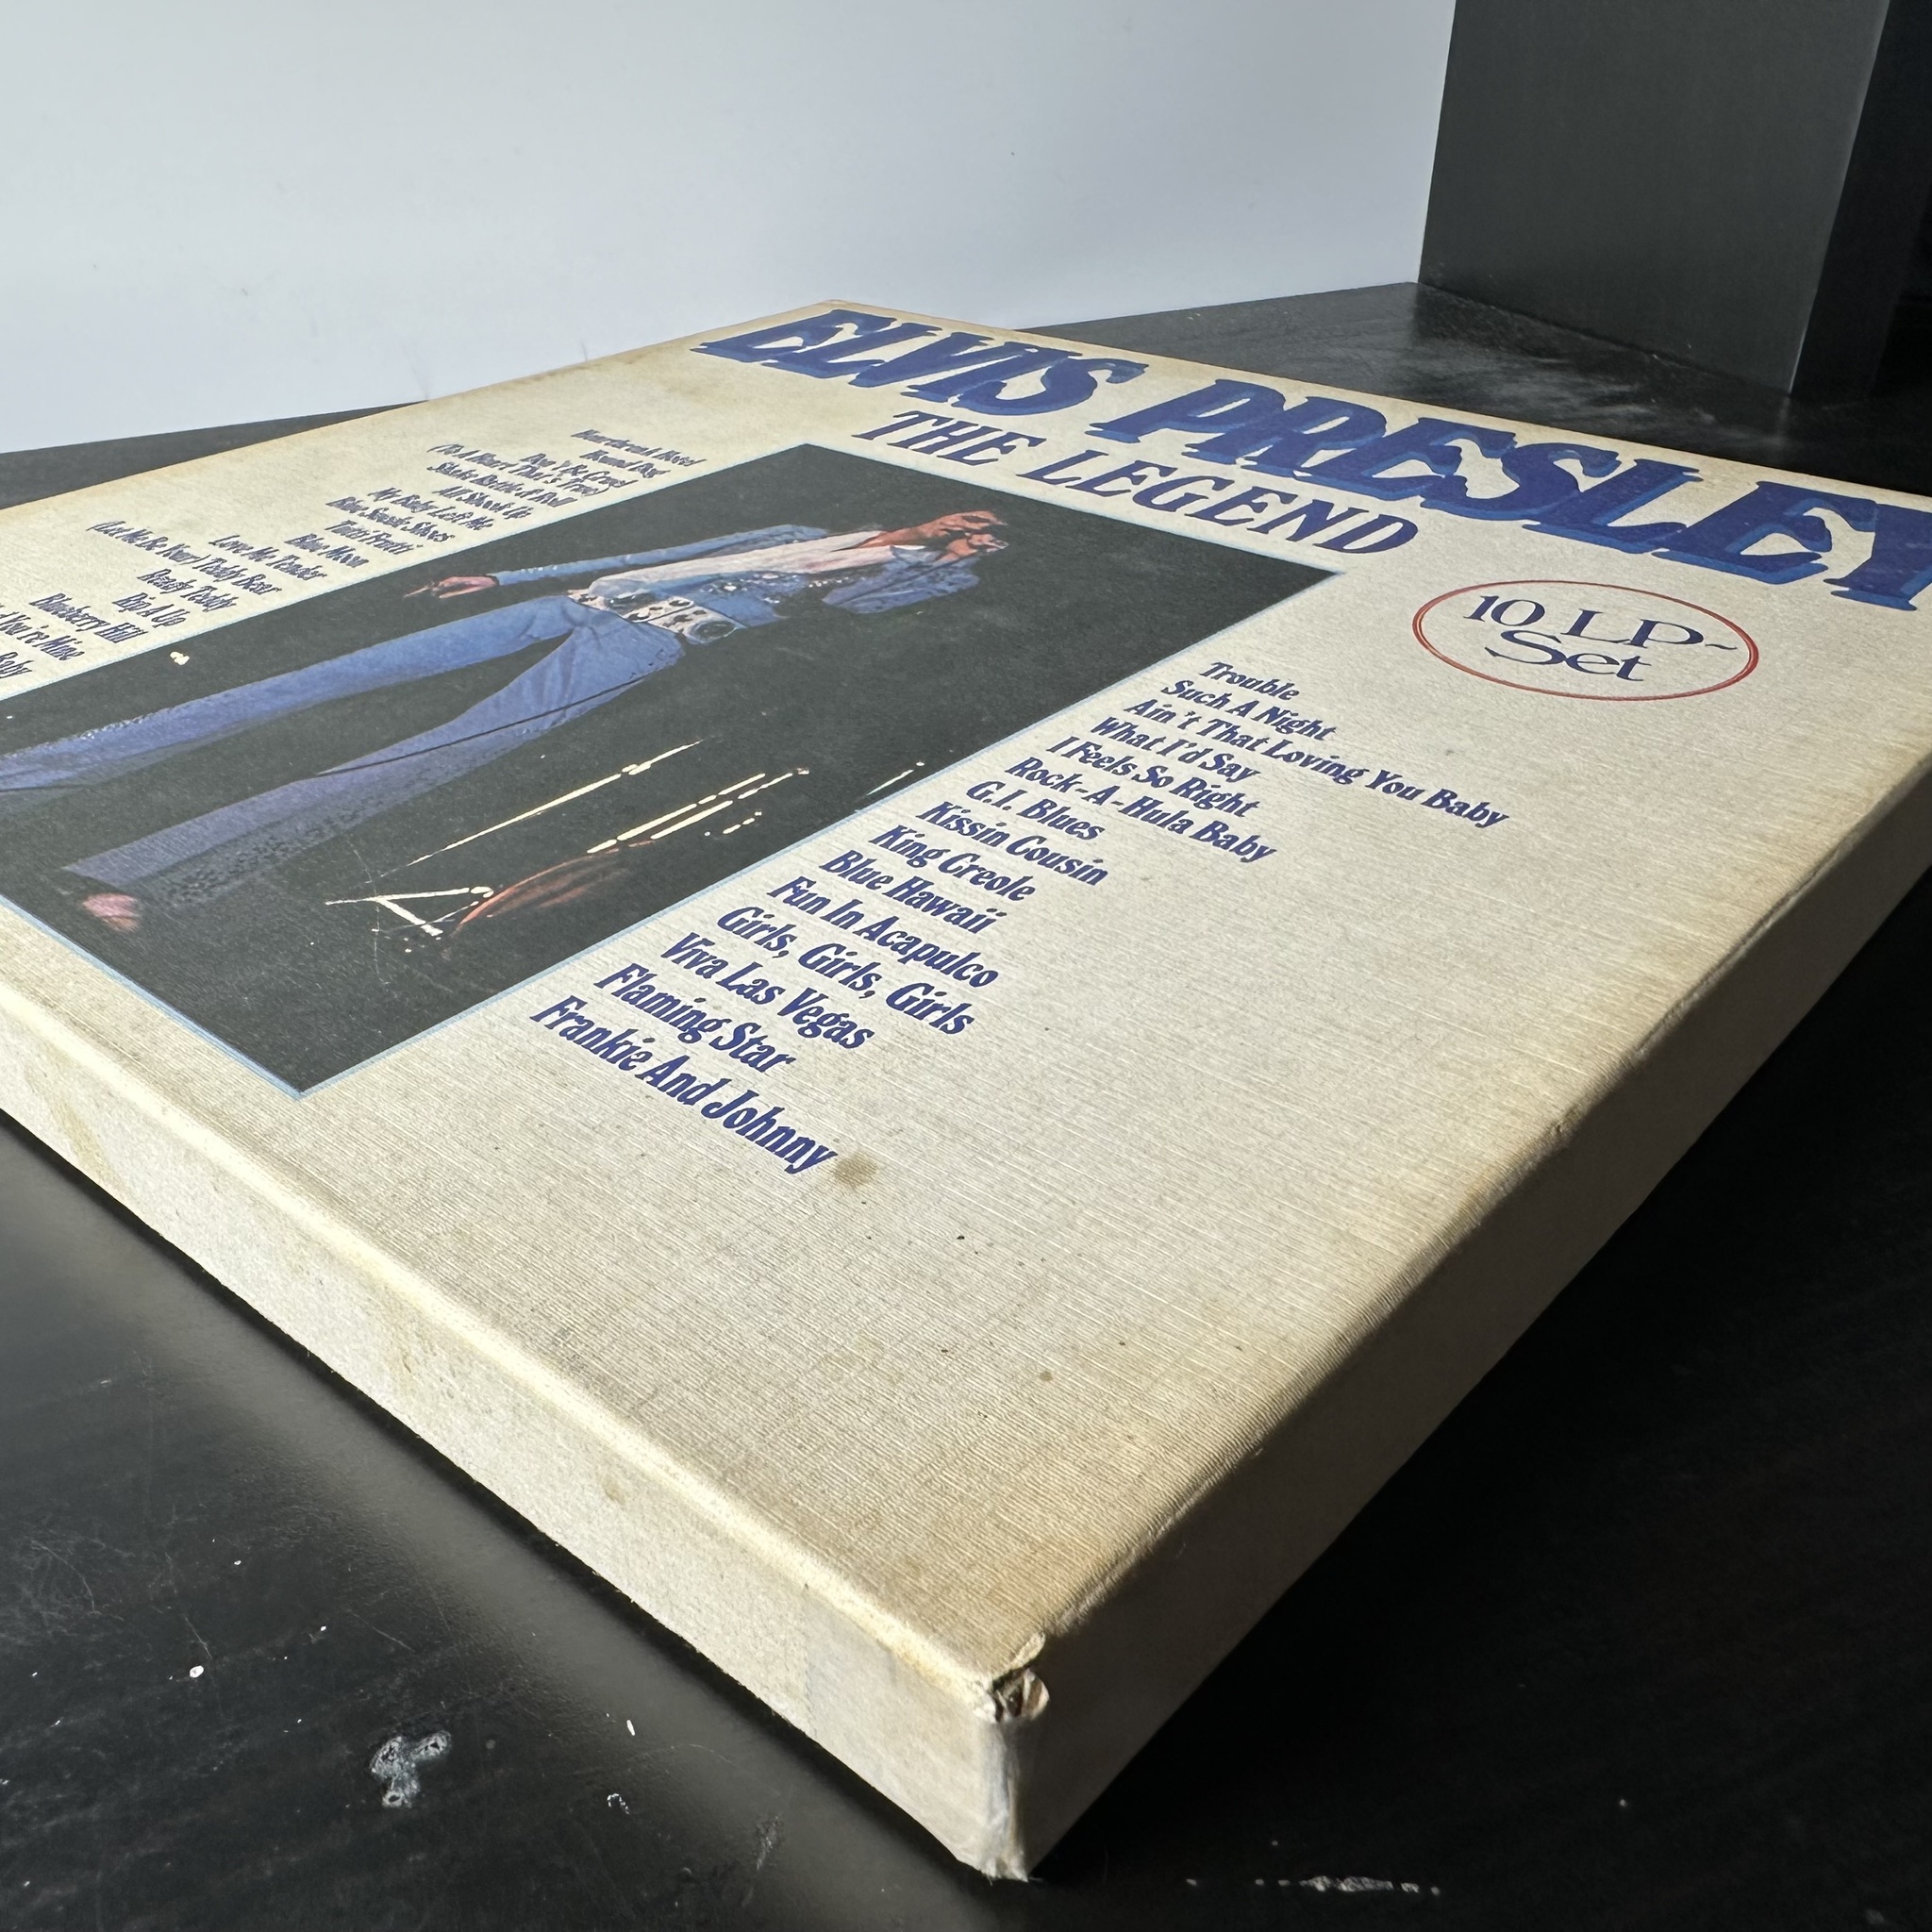 ELVIS PRESLEY
THE LEGEND
10 LP-
Set
Heartbreak Hotel
Hound Dog
Don't Be Cruel
(To A Heart That's True)
Shake Rattle & Roll
All Shook Up
My Baby Left Me
Blue Suede Shoes
Tutti Frutti
Blue Moon
Love Me Tender
(Let Me Be Your) Teddy Bear
Ready Teddy
Rip It Up
Blueberry Hill
You're Mine
Baby
Trouble
Such A Night
Ain't That Loving You Baby
What I'd Say
I Feels So Right
Rock-A-Hula Baby
G.I. Blues
Kissin Cousin
King Creole
Blue Hawaii
Fun In Acapulco
Girls, Girls, Girls
Viva Las Vegas
Flaming Star
Frankie And Johnny